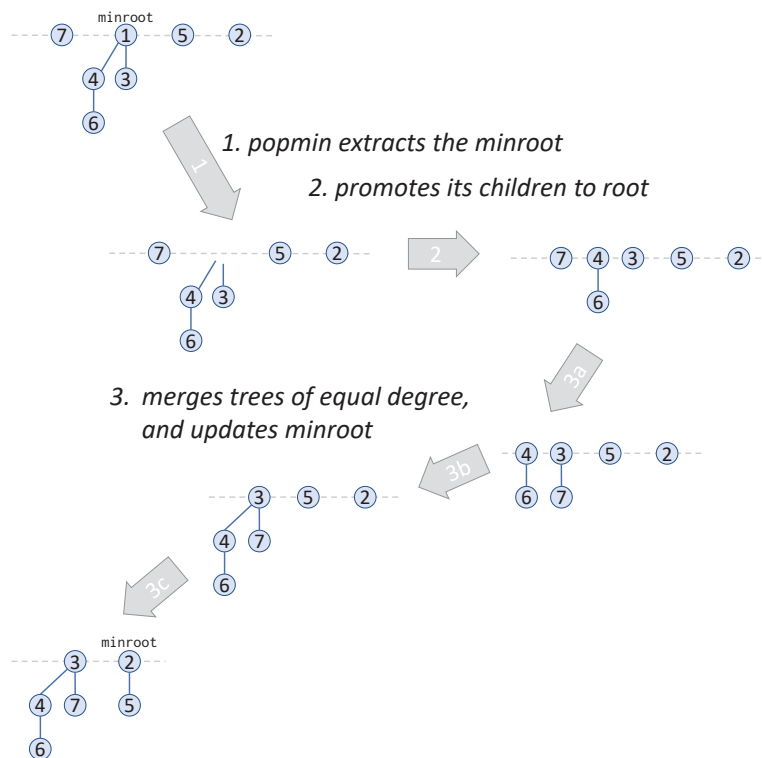 minroot
7 1 5 2
4 3
6
1
1. popmin extracts the minroot
2. promotes its children to root
7 5 2
4 3
6
2
7 4 3 5 2
6
3a
3. merges trees of equal degree,
and updates minroot
4 3 5 2
6 7
3b
3 5 2
4 7
6
3c
minroot
3 2
4 7 5
6